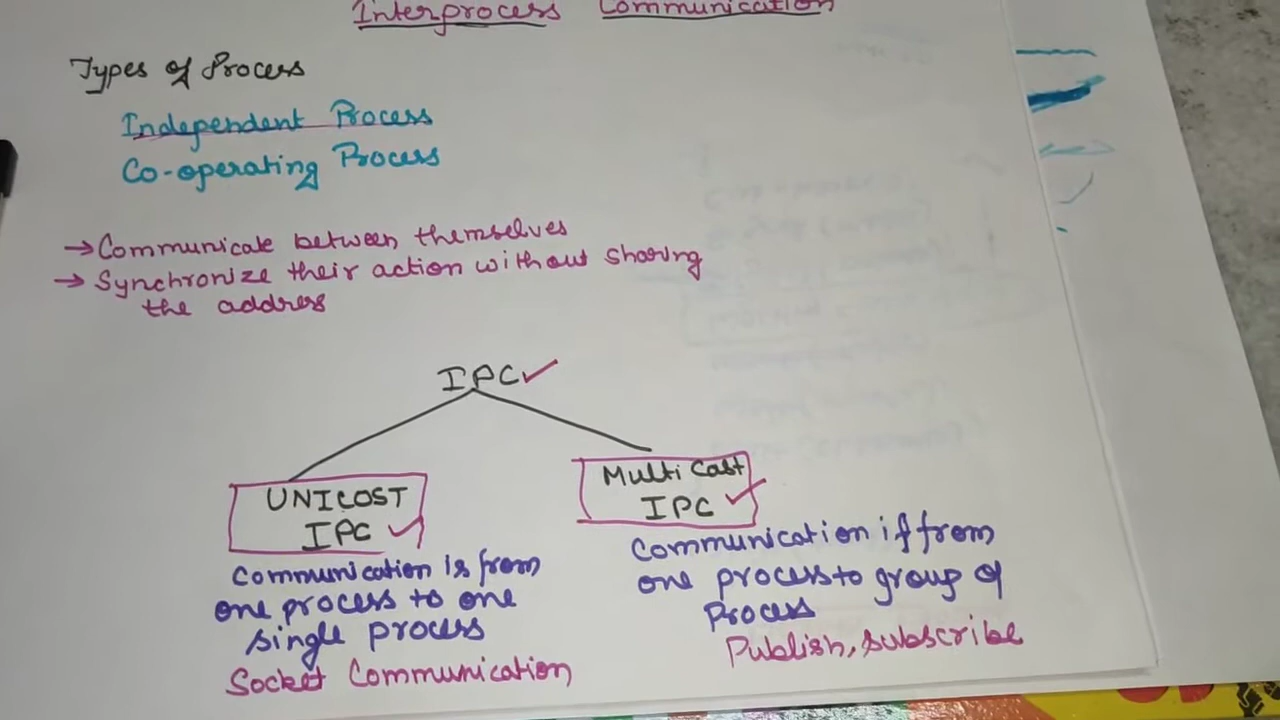 Interprocess Communication
Types of Process
Independent Process
Co-operating Process
→ Communicate between themselves
→ Synchronize their action without sharing
the address
IPC ✓
UNICOST
IPC ✓
Communication is from
one process to one
single process
Socket Communication
Multi Cast
IPC ✓
Communication if from
one process to group of
Process
Publish, subscribe